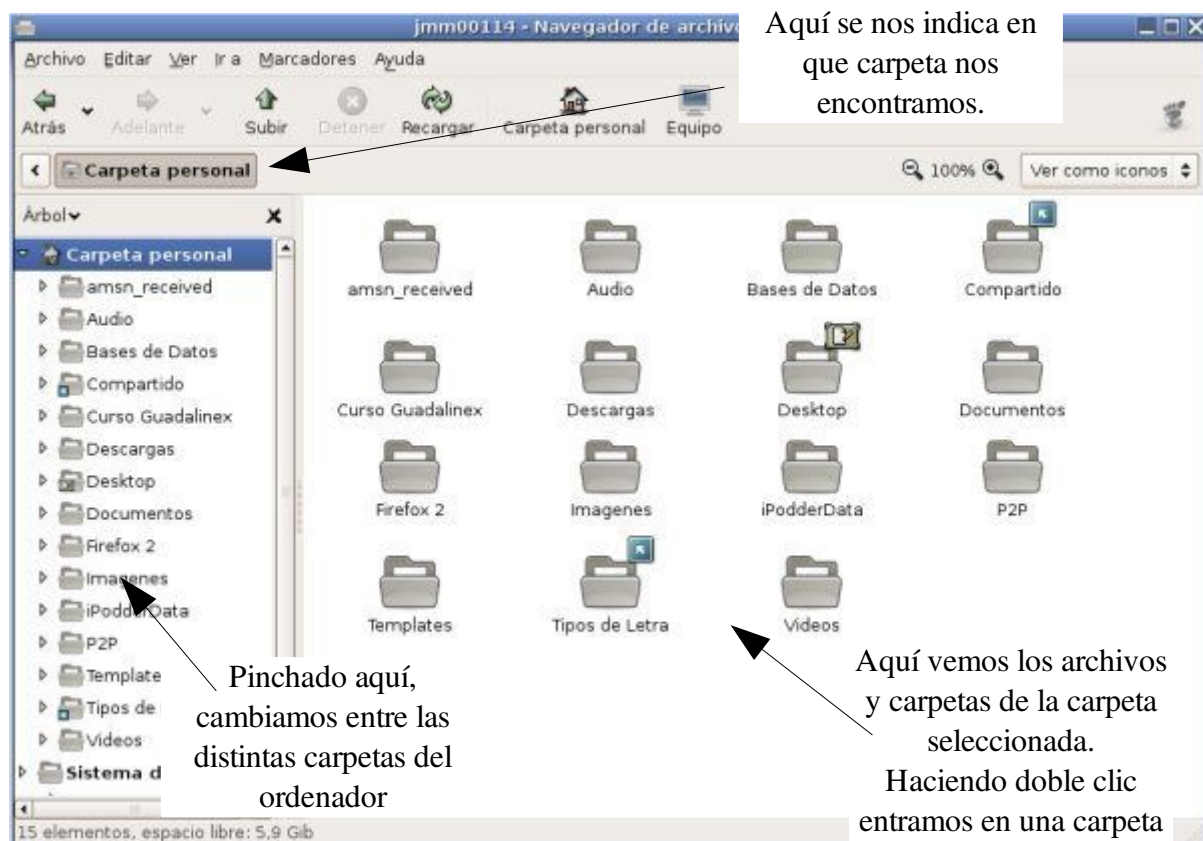 jmm00114 - Navegador de archivo
Aquí se nos indica en
que carpeta nos
encontramos.
Archivo Editar Ver Ir a Marcadores Ayuda
Atrás Adelante Subir Detener Recargar Carpeta personal Equipo
Carpeta personal 100% Ver como iconos
Árbol
Carpeta personal
amsn_received
Audio
Bases de Datos
Compartido
Curso Guadalinex
Descargas
Desktop
Documentos
Firefox 2
Imagenes
iPodderData
P2P
Template
Tipos de
Videos
Sistema d
amsn_received Audio Bases de Datos Compartido
Curso Guadalinex Descargas Desktop Documentos
Firefox 2 Imagenes iPodderData P2P
Templates Tipos de Letra Videos
Pinchado aquí,
cambiamos entre las
distintas carpetas del
ordenador
Aquí vemos los archivos
y carpetas de la carpeta
seleccionada.
Haciendo doble clic
entramos en una carpeta
15 elementos, espacio libre: 5,9 Gib